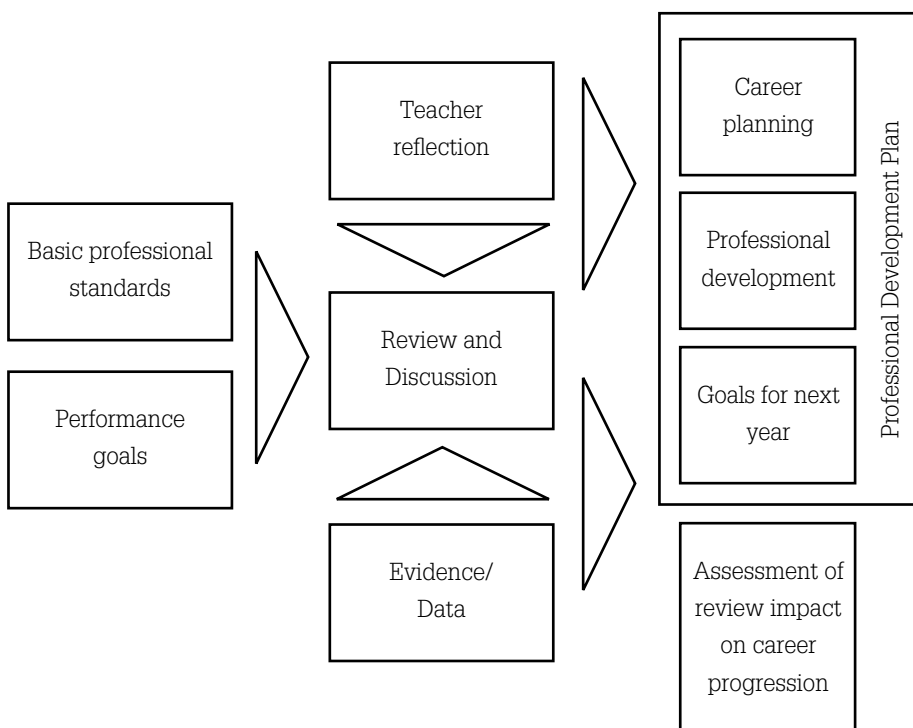 Basic professional
standards
Performance
goals
Teacher
reflection
Review and
Discussion
Evidence/
Data
Career
planning
Professional
development
Goals for next
year
Professional Development Plan
Assessment of
review impact
on career
progression